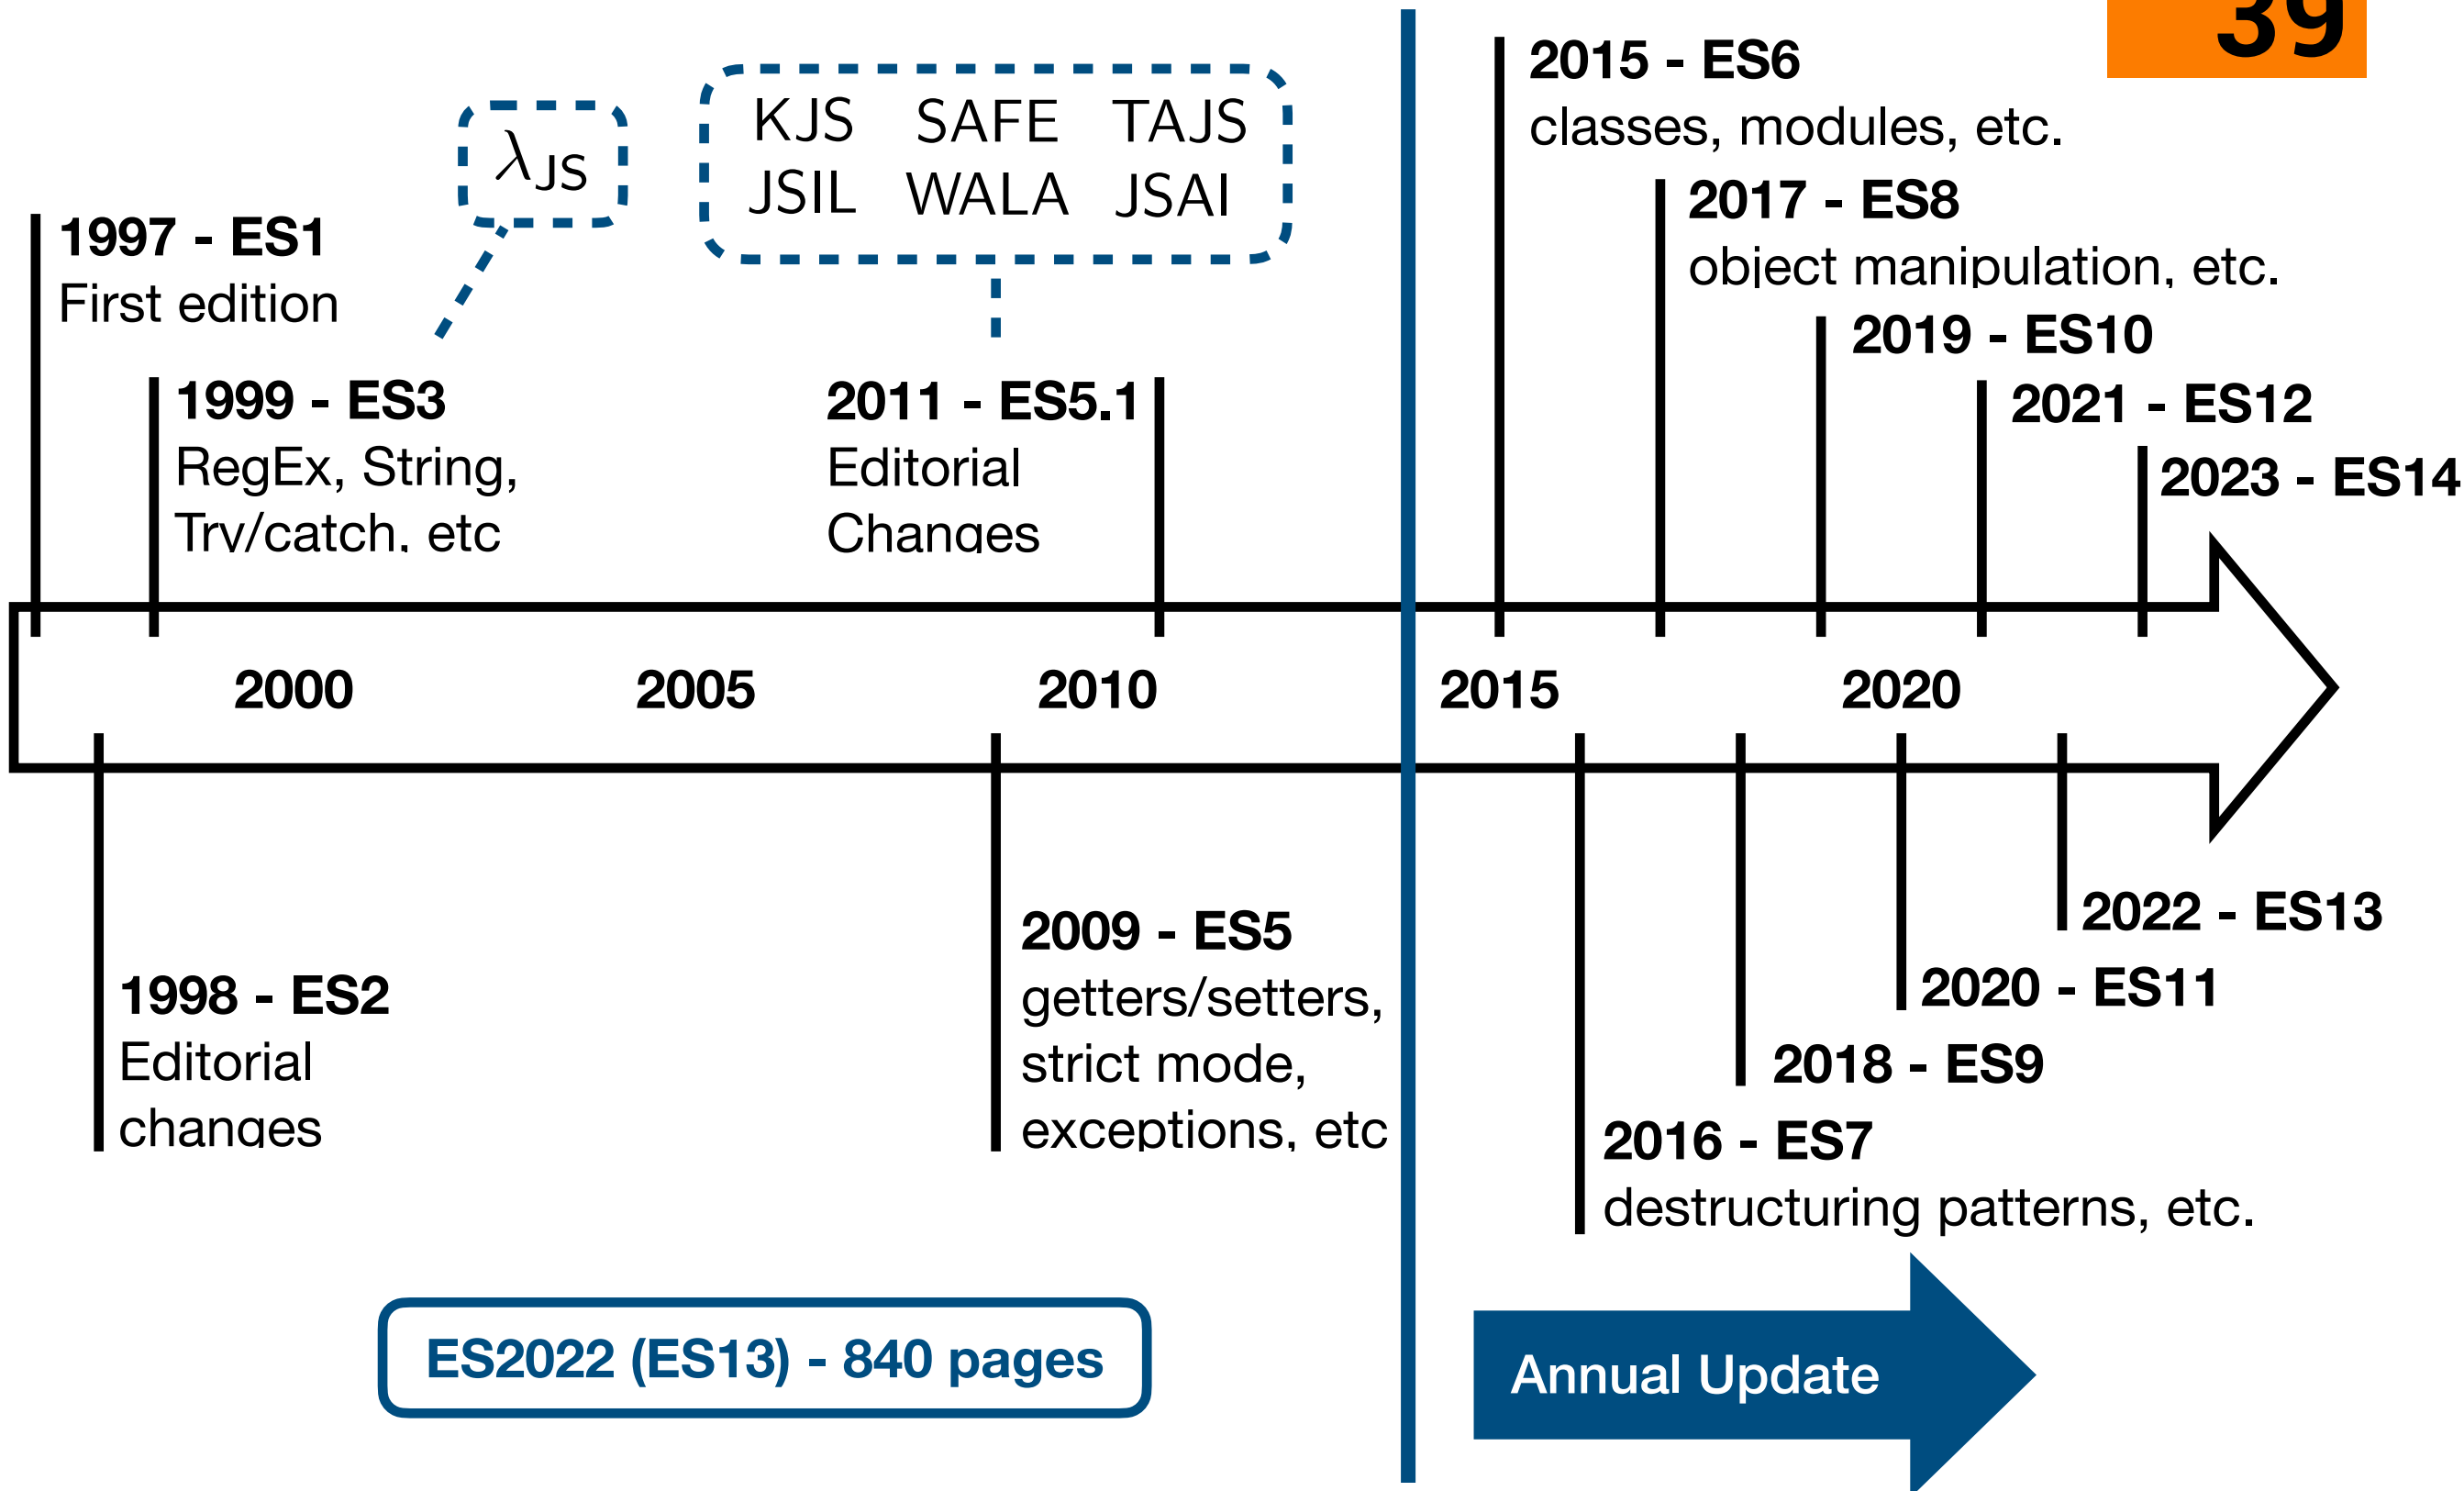 39
KJS SAFE TAJS
JSIL WALA JSAI
λJS
1997 - ES1
First edition
1999 - ES3
RegEx, String,
Try/catch, etc
2011 - ES5.1
Editorial
Changes
2015 - ES6
classes, modules, etc.
2017 - ES8
object manipulation, etc.
2019 - ES10
2021 - ES12
2023 - ES14
2000 2005 2010 2015 2020
1998 - ES2
Editorial
changes
2009 - ES5
getters/setters,
strict mode,
exceptions, etc
2022 - ES13
2020 - ES11
2018 - ES9
2016 - ES7
destructuring patterns, etc.
ES2022 (ES13) - 840 pages
Annual Update